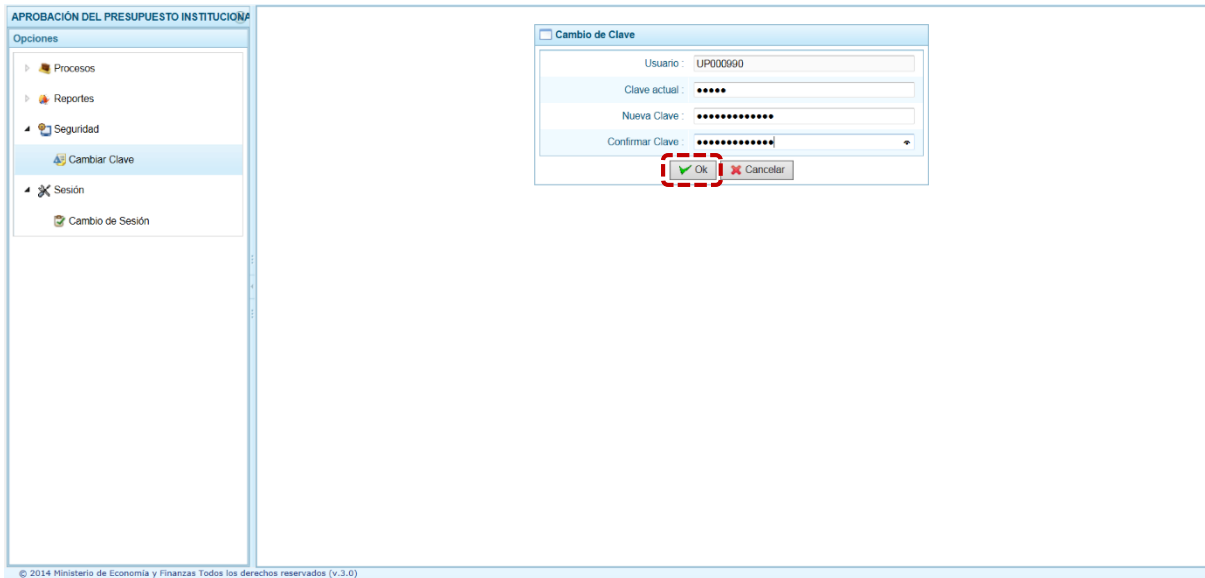 APROBACIÓN DEL PRESUPUESTO INSTITUCIONA
Opciones
Procesos
Reportes
Seguridad
Cambiar Clave
Sesión
Cambio de Sesión
Cambio de Clave
Usuario : UP000990
Clave actual : •••••
Nueva Clave : •••••••••••••
Confirmar Clave : •••••••••••••
Ok Cancelar
© 2014 Ministerio de Economía y Finanzas Todos los derechos reservados (v.3.0)